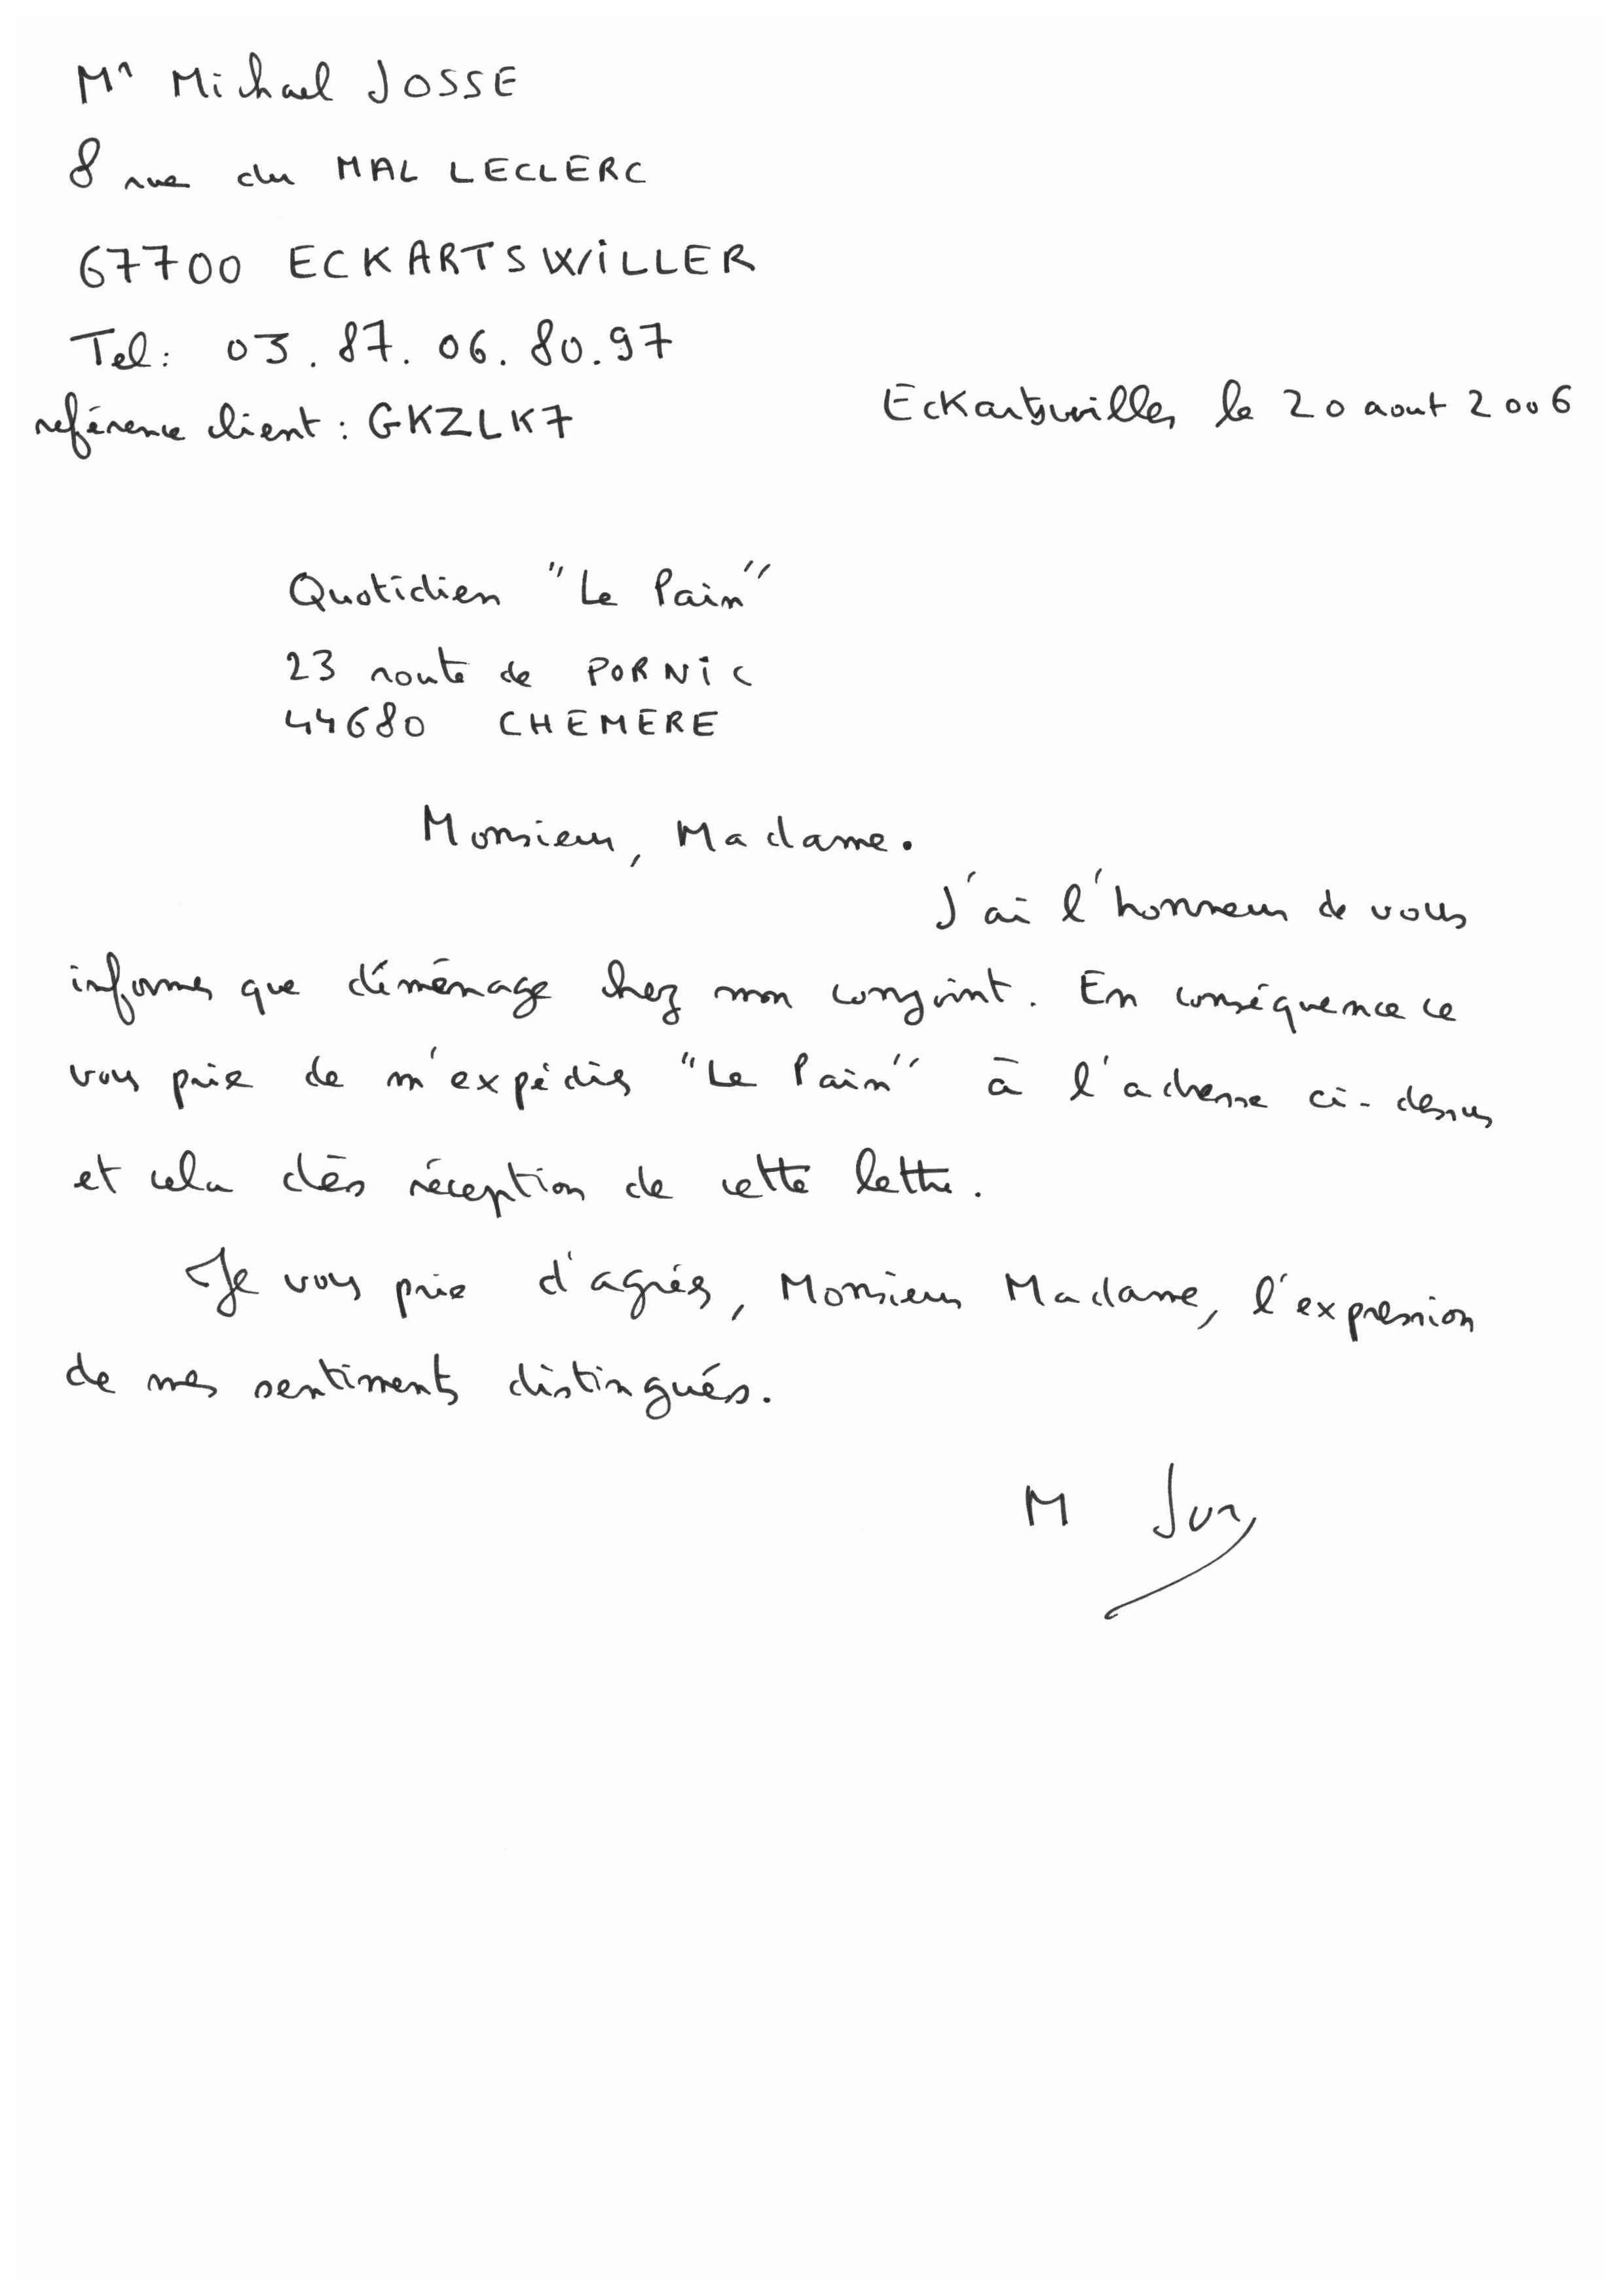 Mr Michael JOSSE
8 rue du MAL LECLERC
67700 ECKARTSWILLER
Tel: 03.87.06.80.97
référence client : GKZLK7
Eckartswiller le 20 aout 2006
Quotidien "Le Pain"
23 route de PORNIC
44680 CHEMERE
Monsieur, Madame.
J'ai l'honneur de vous
informer que déménage chez mon conjoint. En conséquence ce
vous prie de m'expédier "Le Pain" à l'adresse ci-dessus
et cela dès réception de cette lettre.
Je vous prie d'agréer, Monsieur Madame, l'expression
de mes sentiments distingués.
M